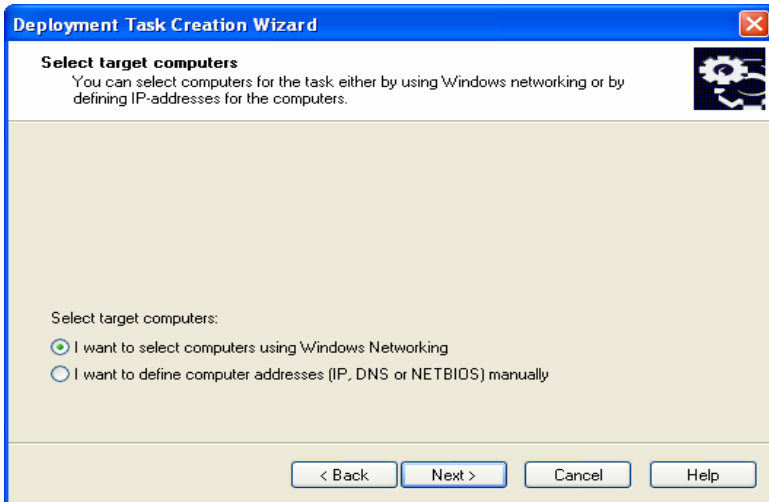 Deployment Task Creation Wizard
Select target computers
You can select computers for the task either by using Windows networking or by
defining IP-addresses for the computers.
Select target computers:
I want to select computers using Windows Networking
I want to define computer addresses (IP, DNS or NETBIOS) manually
< Back Next > Cancel Help